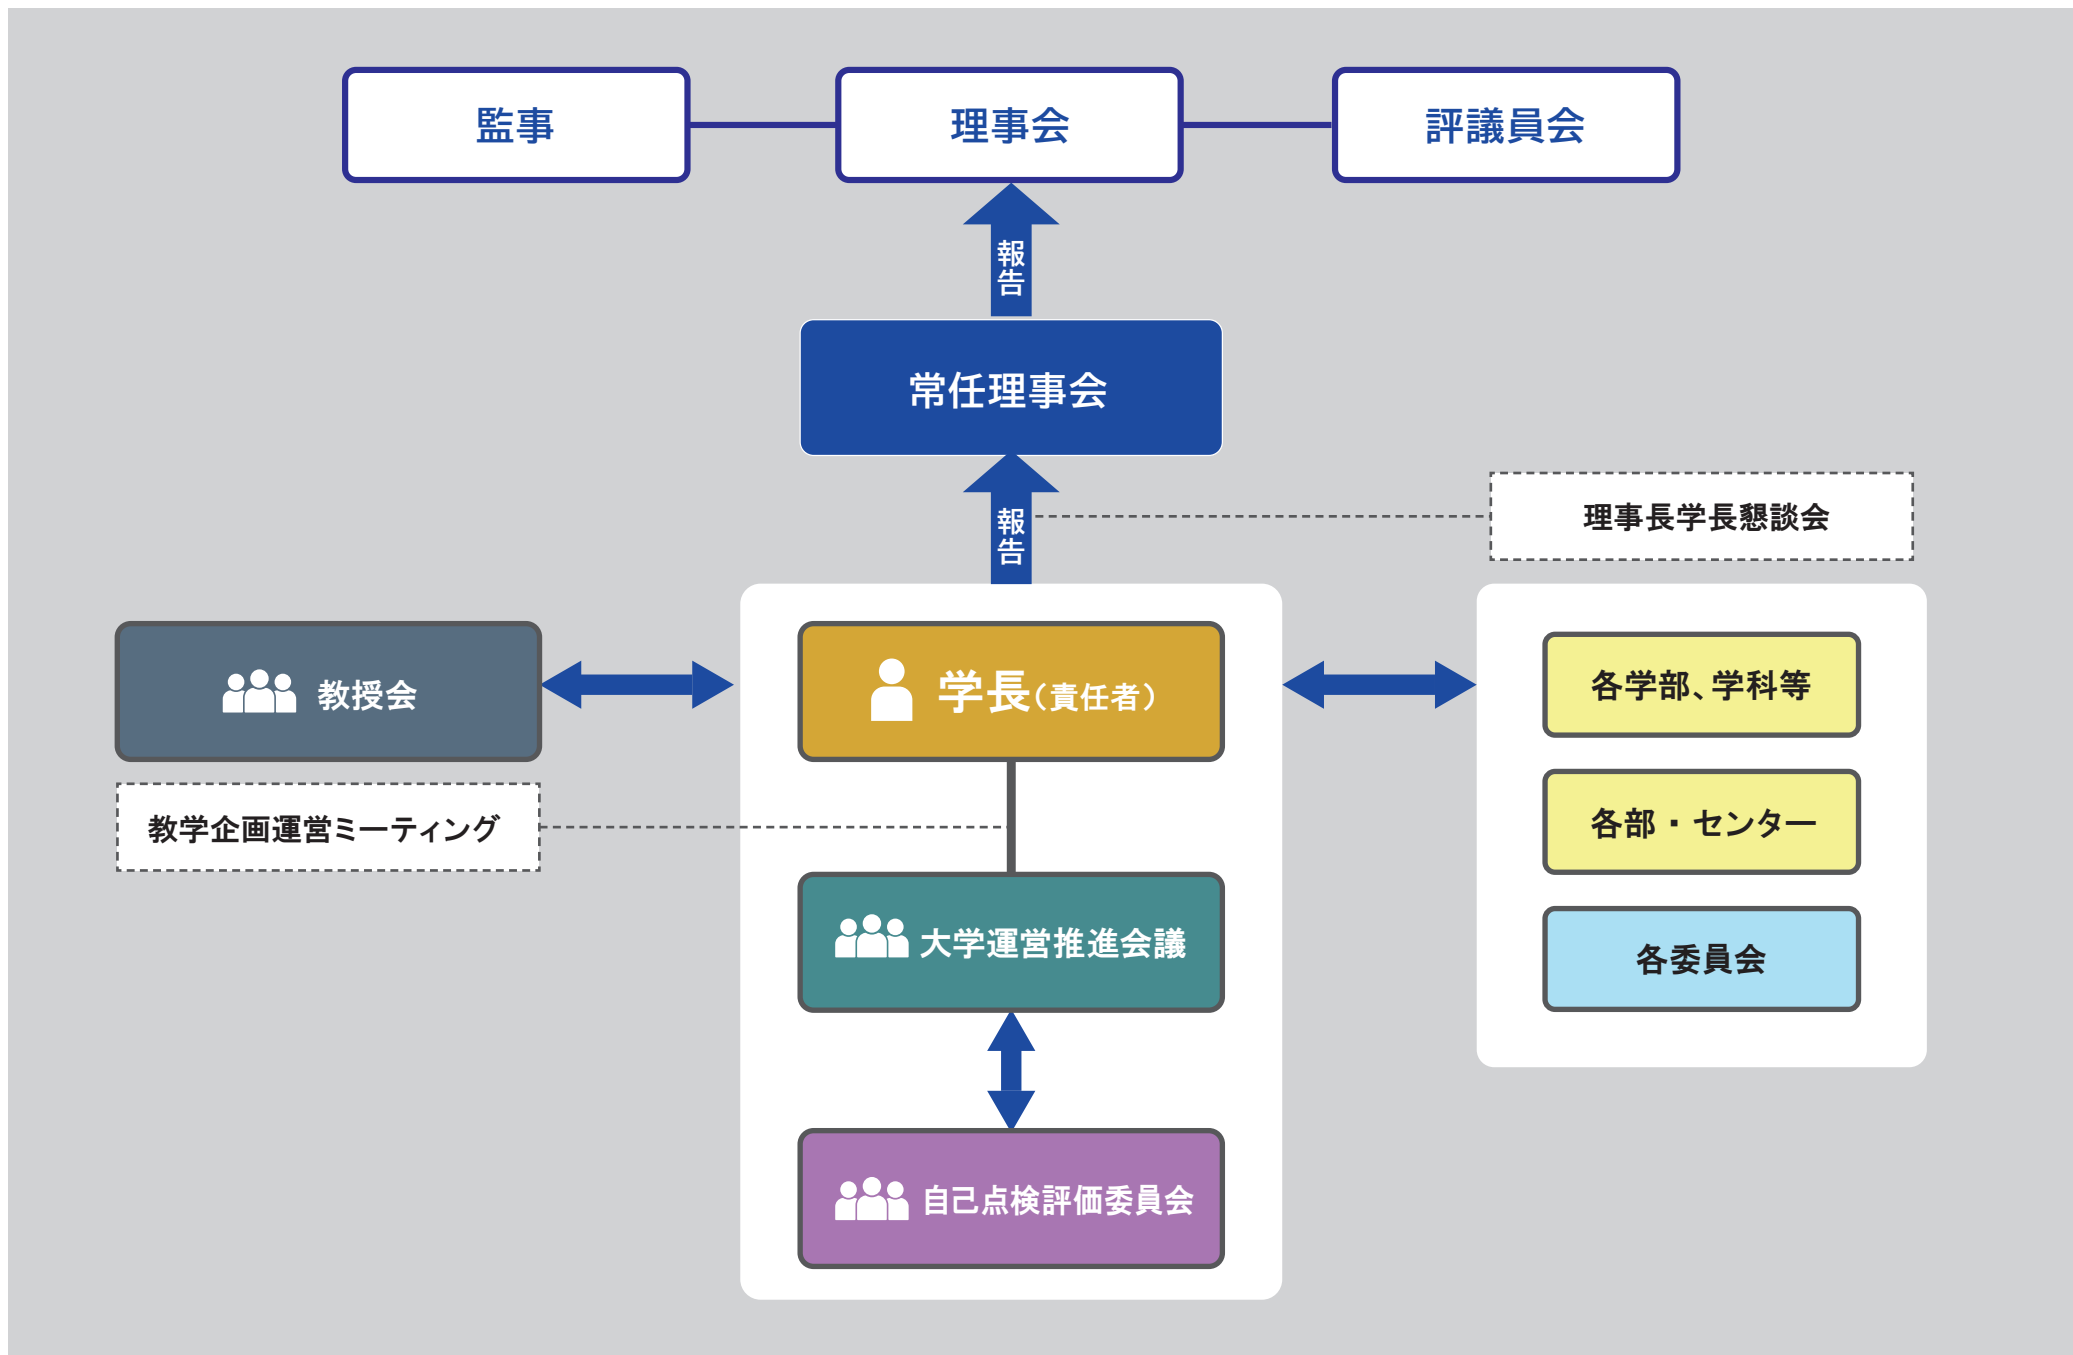 監事
理事会
評議員会
報告
常任理事会
報告
理事長学長懇談会
教授会
学長（責任者）
各学部、学科等
教学企画運営ミーティング
各部・センター
大学運営推進会議
各委員会
自己点検評価委員会